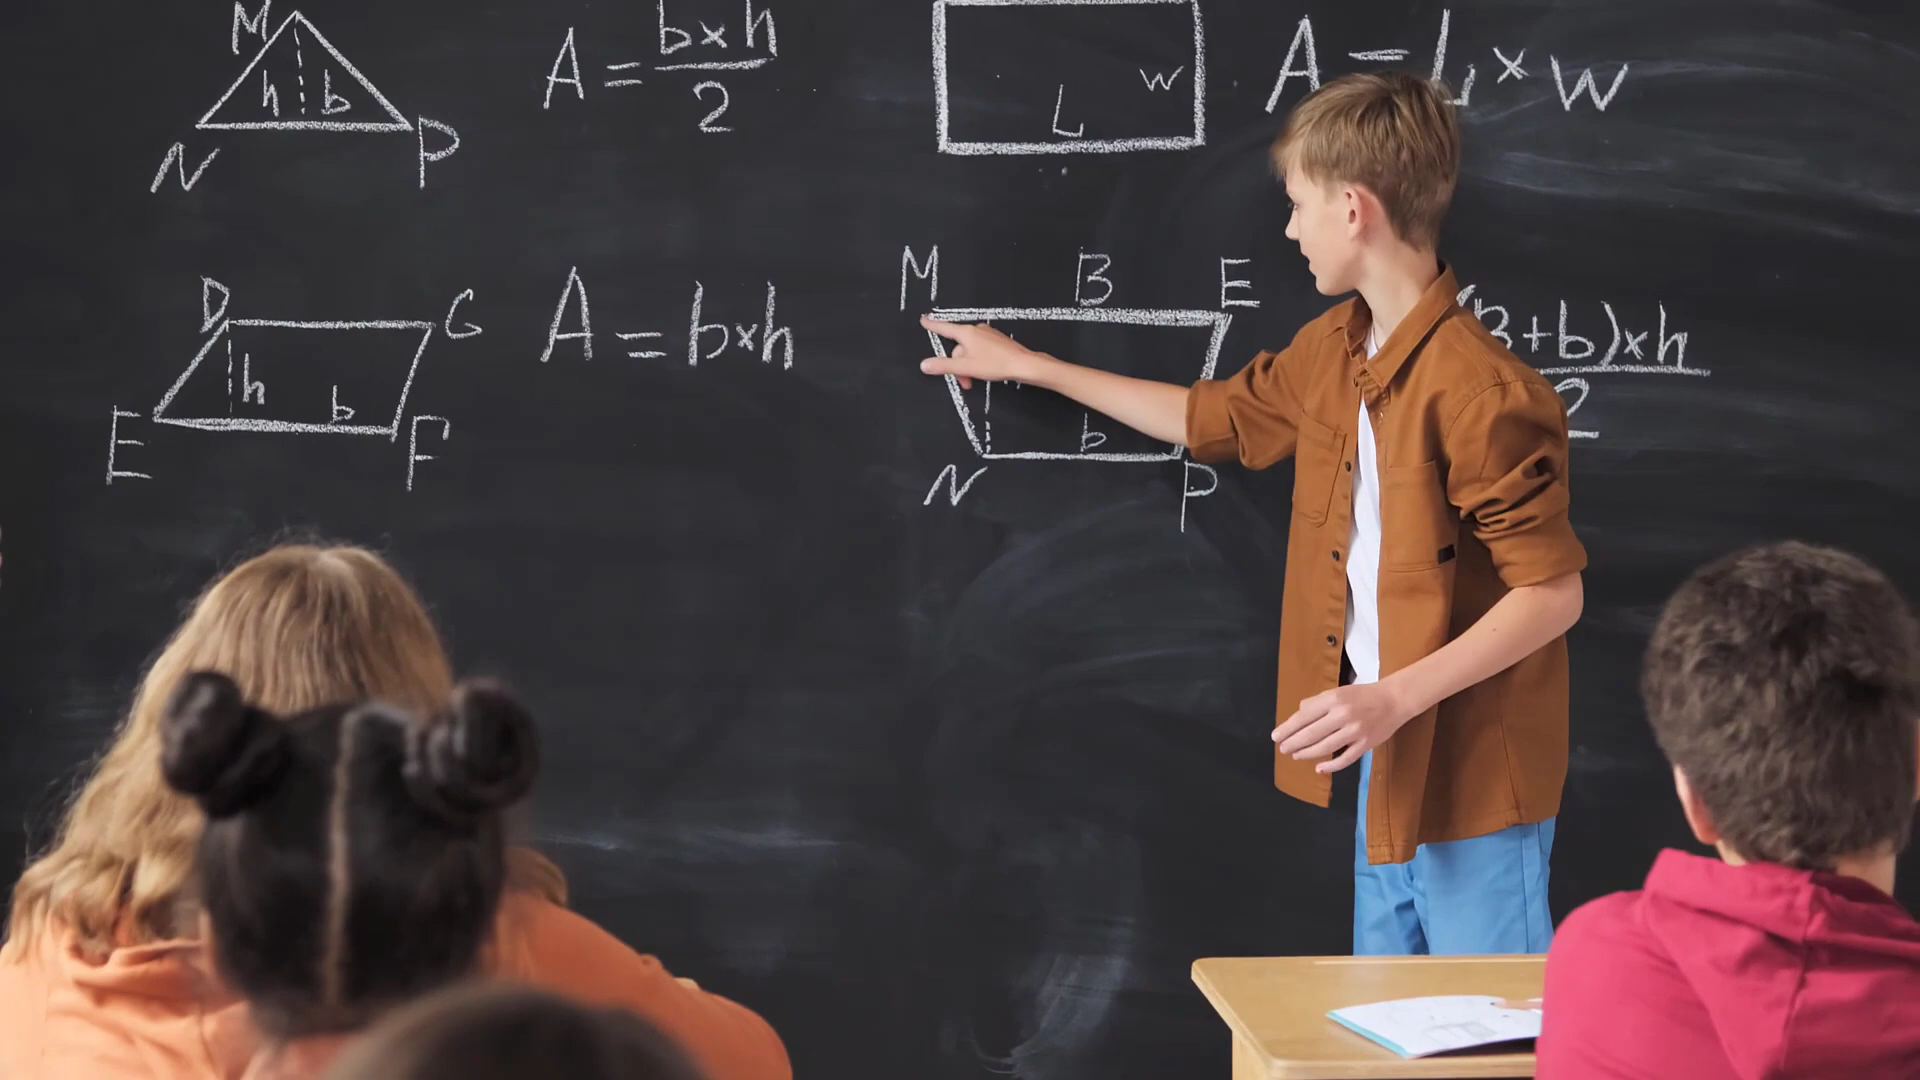 M
h b
N P
A = b×h / 2
L W
A = L × W
D G
h b
E F
A = b×h
M B E
b
N P
B+b)×h
2